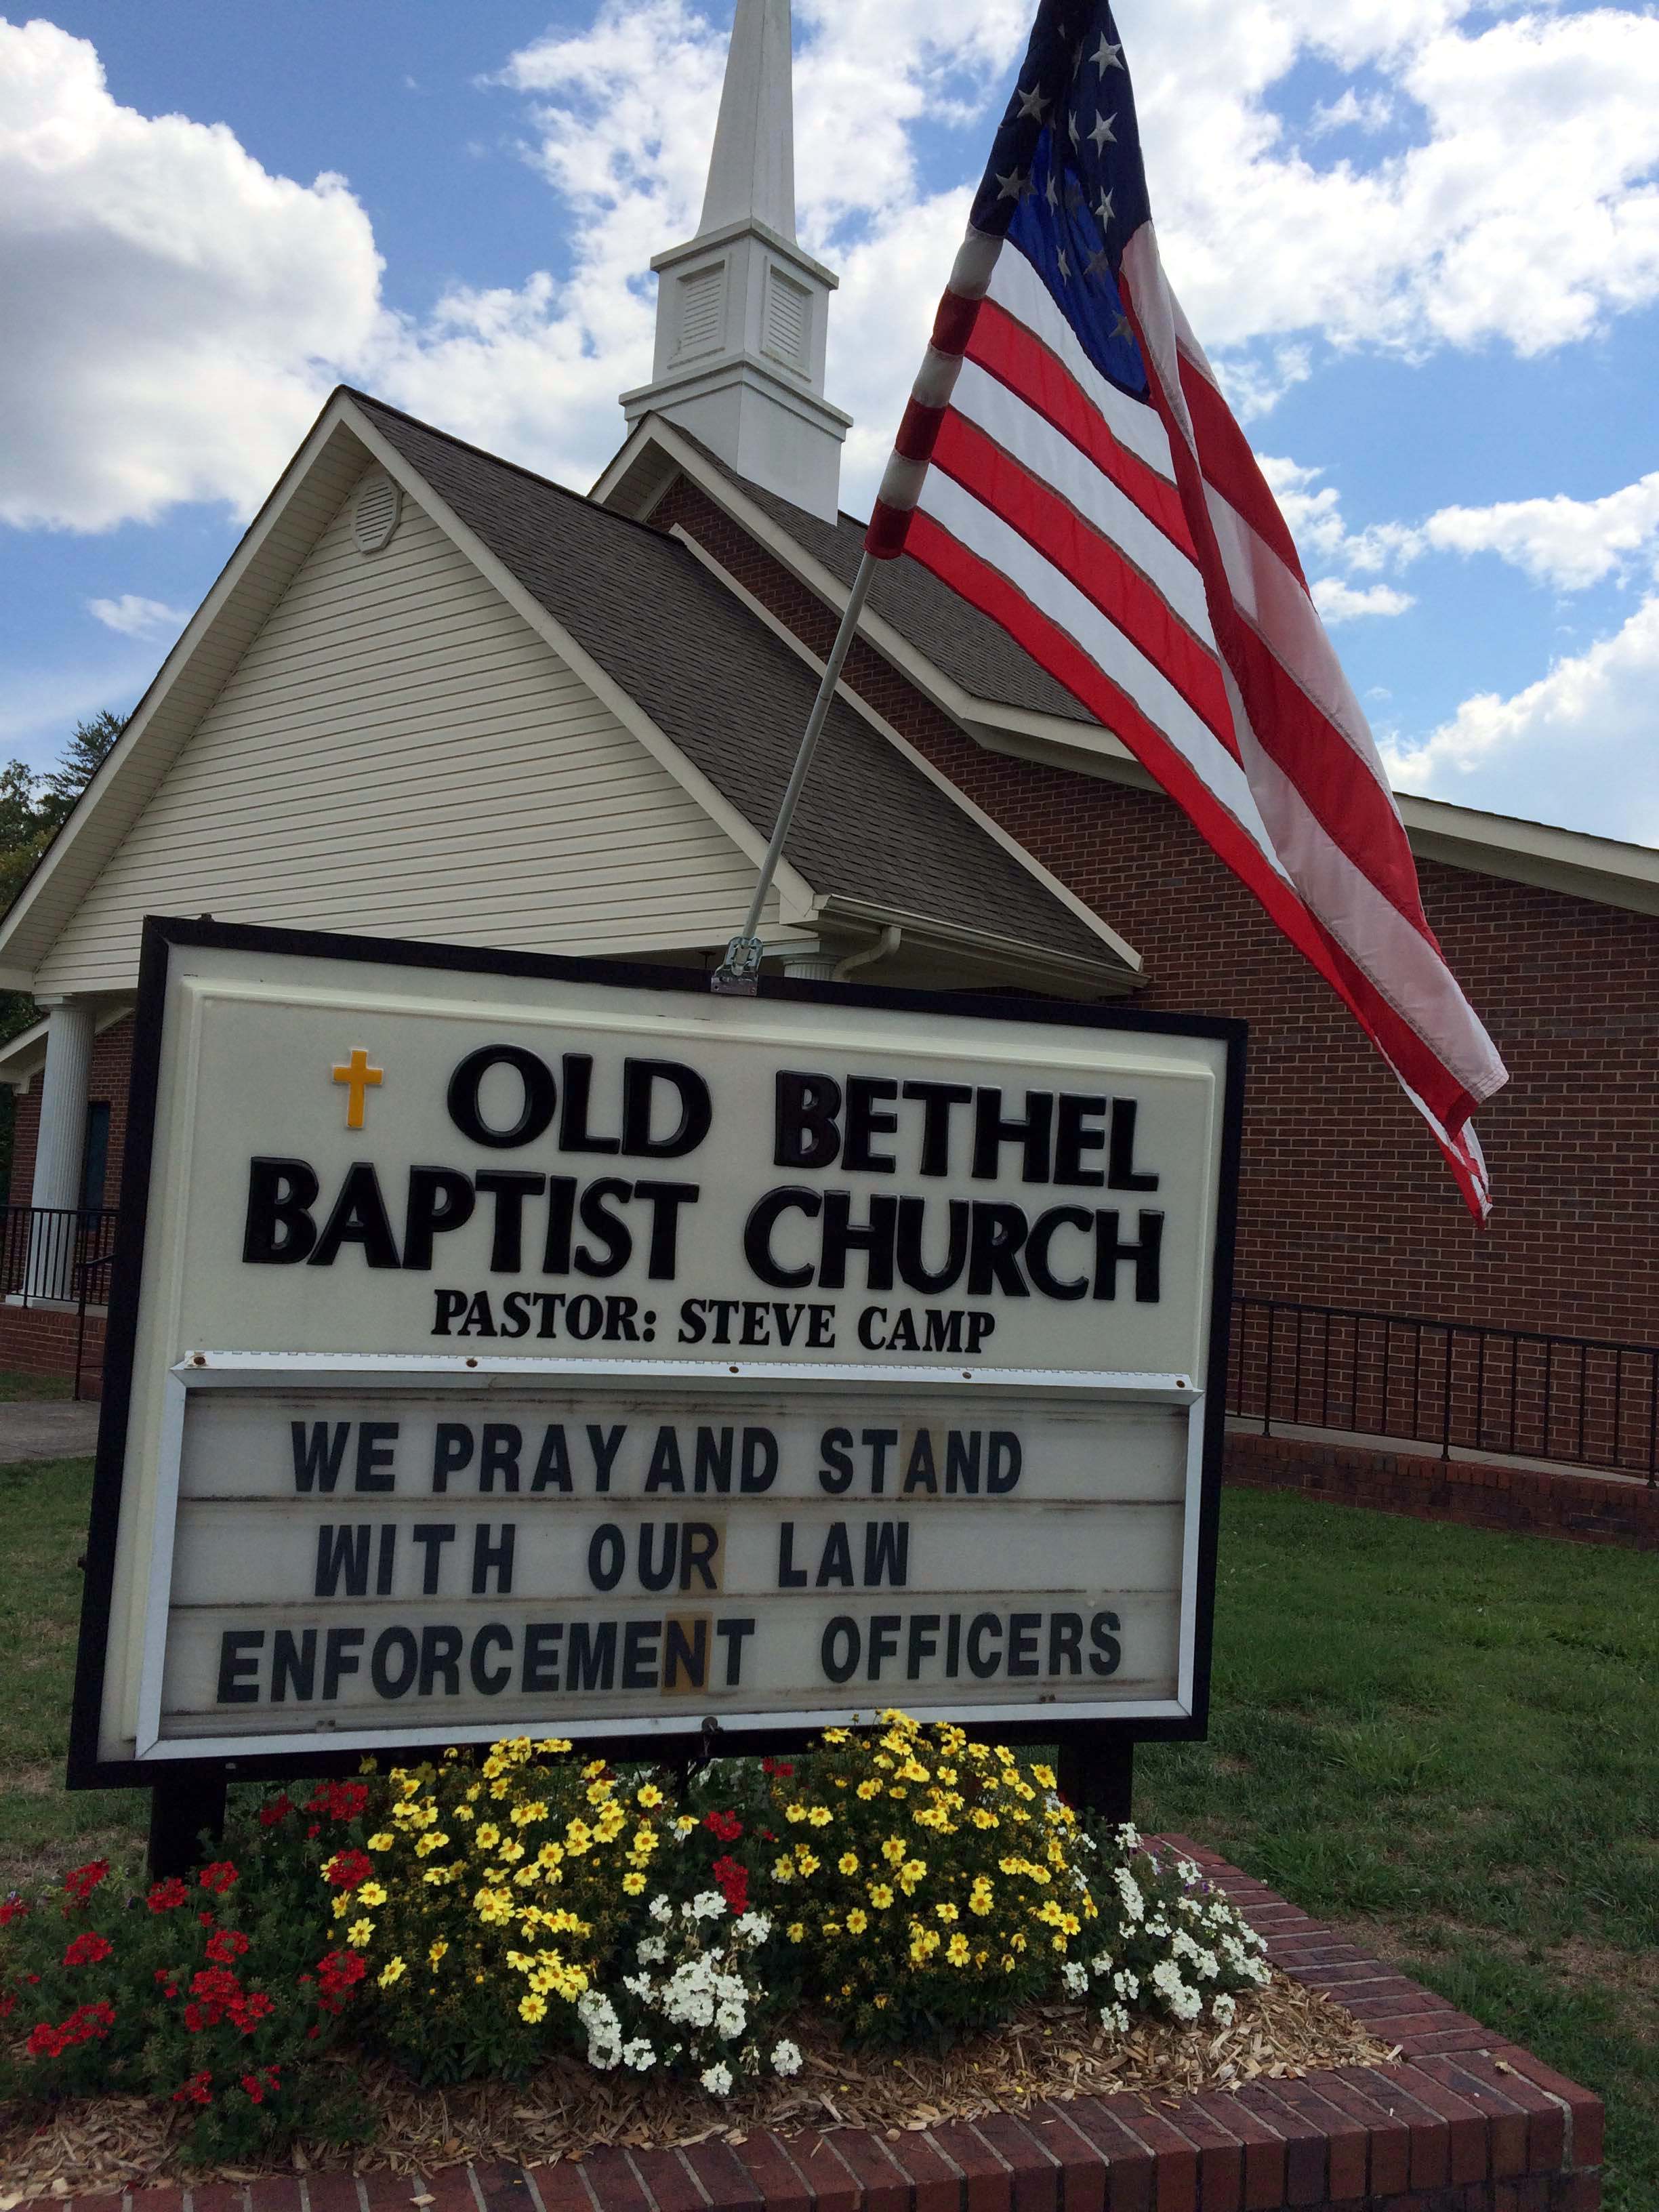 OLD BETHEL
BAPTIST CHURCH
PASTOR: STEVE CAMP
WE PRAY AND STAND
WITH OUR LAW
ENFORCEMENT OFFICERS